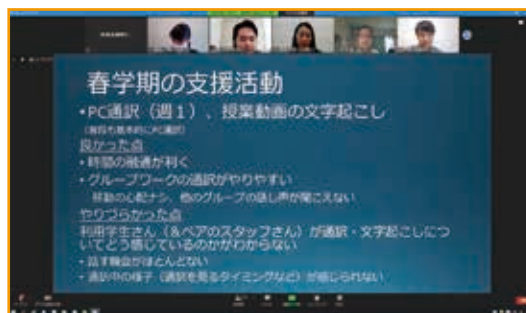 春学期の支援活動
・PC通訳（週１）、授業動画の文字起こし
（普段も基本的にPC通訳）
良かった点
・時間の融通が利く
・グループワークの通訳がやりやすい
移動の心配ナシ、他のグループの話し声が聞こえない
やりづらかった点
利用学生さん（＆ペアのスタッフさん）が通訳・文字起こしにつ
いてどう感じているのかがわからない
・話す機会がほとんどない
・通訳中の様子（通訳を見るタイミングなど）が感じられない